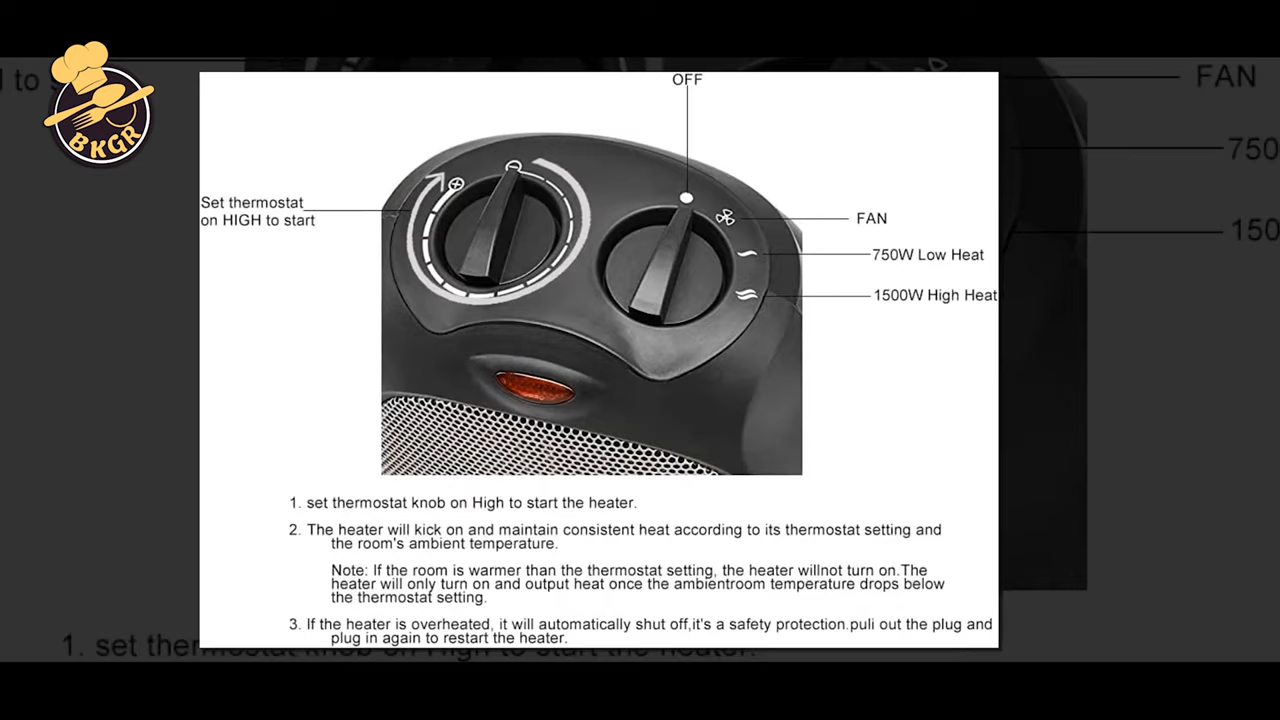 BKGR
OFF
Set thermostat
on HIGH to start
FAN
750W Low Heat
1500W High Heat
1. set thermostat knob on High to start the heater.
2. The heater will kick on and maintain consistent heat according to its thermostat setting and
the room's ambient temperature.
Note: If the room is warmer than the thermostat setting, the heater willnot turn on.The
heater will only turn on and output heat once the ambientroom temperature drops below
the thermostat setting.
3. If the heater is overheated, it will automatically shut off,it's a safety protection.puli out the plug and
plug in again to restart the heater.
to
FAN
750
150
1. set thermostat knob on High to start the heater.